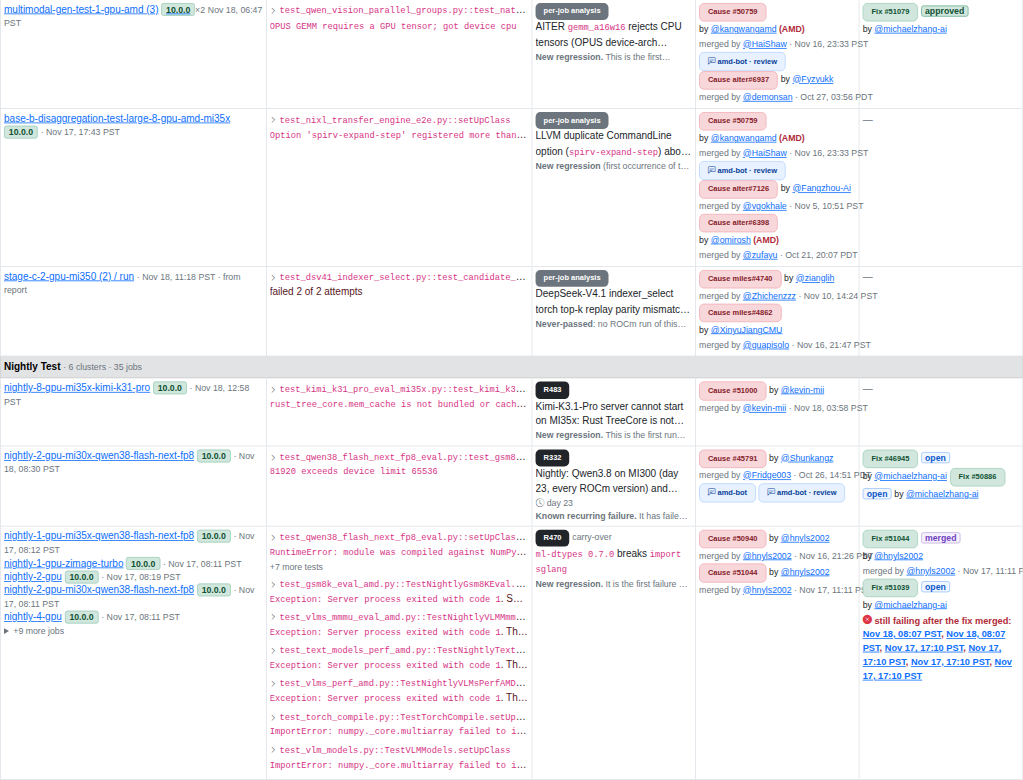 multimodal-gen-test-1-gpu-amd (3) 10.0.0 ×2 Nov 18, 06:47
PST
test_qwen_vision_parallel_groups.py::test_nat…
OPUS GEMM requires a GPU tensor; got device cpu
per-job analysis
AITER gemm_a16w16 rejects CPU
tensors (OPUS device-arch…
New regression. This is the first…
Cause #50759
by @kangwangamd (AMD)
merged by @HaiShaw · Nov 16, 23:33 PST
amd-bot · review
Cause aiter#6937 by @Fyzyukk
merged by @demonsan · Oct 27, 03:56 PDT
Fix #51079 approved
by @michaelzhang-ai
base-b-disaggregation-test-large-8-gpu-amd-mi35x
10.0.0 · Nov 17, 17:43 PST
test_nixl_transfer_engine_e2e.py::setUpClass
Option 'spirv-expand-step' registered more than…
per-job analysis
LLVM duplicate CommandLine
option (spirv-expand-step) abo…
New regression (first occurrence of t…
Cause #50759
by @kangwangamd (AMD)
merged by @HaiShaw · Nov 16, 23:33 PST
amd-bot · review
Cause aiter#7126 by @Fangzhou-Ai
merged by @vgokhale · Nov 5, 10:51 PST
Cause aiter#6398
by @omirosh (AMD)
merged by @zufayu · Oct 21, 20:07 PDT
—
stage-c-2-gpu-mi350 (2) / run · Nov 18, 11:18 PST · from
report
test_dsv41_indexer_select.py::test_candidate_…
failed 2 of 2 attempts
per-job analysis
DeepSeek-V4.1 indexer_select
torch top-k replay parity mismatc…
Never-passed: no ROCm run of this…
Cause miles#4740 by @zianglih
merged by @Zhichenzzz · Nov 10, 14:24 PST
Cause miles#4862
by @XinyuJiangCMU
merged by @guapisolo · Nov 16, 21:47 PST
—
Nightly Test · 6 clusters · 35 jobs
nightly-8-gpu-mi35x-kimi-k31-pro 10.0.0 · Nov 18, 12:58
PST
test_kimi_k31_pro_eval_mi35x.py::test_kimi_k3…
rust_tree_core.mem_cache is not bundled or cach…
R483
Kimi-K3.1-Pro server cannot start
on MI35x: Rust TreeCore is not…
New regression. This is the first run…
Cause #51000 by @kevin-mii
merged by @kevin-mii · Nov 18, 03:58 PST
—
nightly-2-gpu-mi30x-qwen38-flash-next-fp8 10.0.0 · Nov
18, 08:30 PST
test_qwen38_flash_next_fp8_eval.py::test_gsm8…
81920 exceeds device limit 65536
R332
Nightly: Qwen3.8 on MI300 (day
23, every ROCm version) and…
day 23
Known recurring failure. It has faile…
Cause #45791 by @Shunkangz
merged by @Fridge003 · Oct 26, 14:51 PDT
amd-bot amd-bot · review
Fix #46945 open
by @michaelzhang-ai Fix #50886
open by @michaelzhang-ai
nightly-1-gpu-mi35x-qwen38-flash-next-fp8 10.0.0 · Nov
17, 08:12 PST
nightly-1-gpu-zimage-turbo 10.0.0 · Nov 17, 08:11 PST
nightly-2-gpu 10.0.0 · Nov 17, 08:19 PST
nightly-2-gpu-mi30x-qwen38-flash-next-fp8 10.0.0 · Nov
17, 08:11 PST
nightly-4-gpu 10.0.0 · Nov 17, 08:11 PST
+9 more jobs
test_qwen38_flash_next_fp8_eval.py::setUpClas…
RuntimeError: module was compiled against NumPy…
+7 more tests
test_gsm8k_eval_amd.py::TestNightlyGsm8KEval.…
Exception: Server process exited with code 1. S…
test_vlms_mmmu_eval_amd.py::TestNightlyVLMMmm…
Exception: Server process exited with code 1. Th…
test_text_models_perf_amd.py::TestNightlyText…
Exception: Server process exited with code 1. Th…
test_vlms_perf_amd.py::TestNightlyVLMsPerfAMD…
Exception: Server process exited with code 1. Th…
test_torch_compile.py::TestTorchCompile.setUp…
ImportError: numpy._core.multiarray failed to i…
test_vlm_models.py::TestVLMModels.setUpClass
ImportError: numpy._core.multiarray failed to i…
R470 carry-over
ml-dtypes 0.7.0 breaks import
sglang
New regression. It is the first failure …
Cause #50940 by @hnyls2002
merged by @hnyls2002 · Nov 16, 21:26 PST
Cause #51044 by @hnyls2002
merged by @hnyls2002 · Nov 17, 11:11 PST
Fix #51044 merged
by @hnyls2002
merged by @hnyls2002 · Nov 17, 11:11 P
Fix #51039 open
by @michaelzhang-ai
still failing after the fix merged:
Nov 18, 08:07 PST, Nov 18, 08:07
PST, Nov 17, 17:10 PST, Nov 17,
17:10 PST, Nov 17, 17:10 PST, Nov
17, 17:10 PST